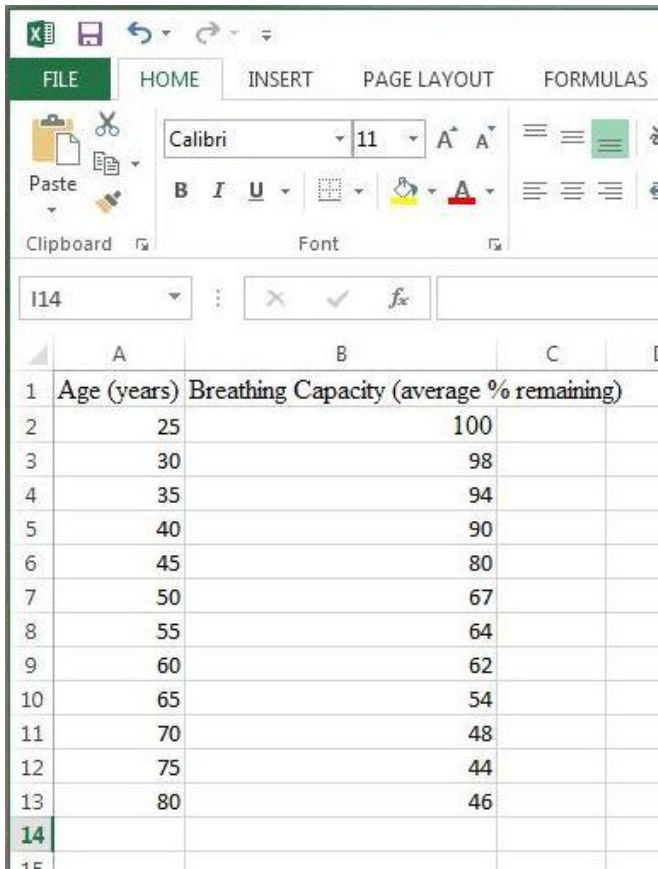 FILE HOME INSERT PAGE LAYOUT FORMULAS
Calibri 11 A A
Paste B I U A
Clipboard Font
I14 fx
A B C
1 Age (years) Breathing Capacity (average % remaining)
2 25 100
3 30 98
4 35 94
5 40 90
6 45 80
7 50 67
8 55 64
9 60 62
10 65 54
11 70 48
12 75 44
13 80 46
14
15